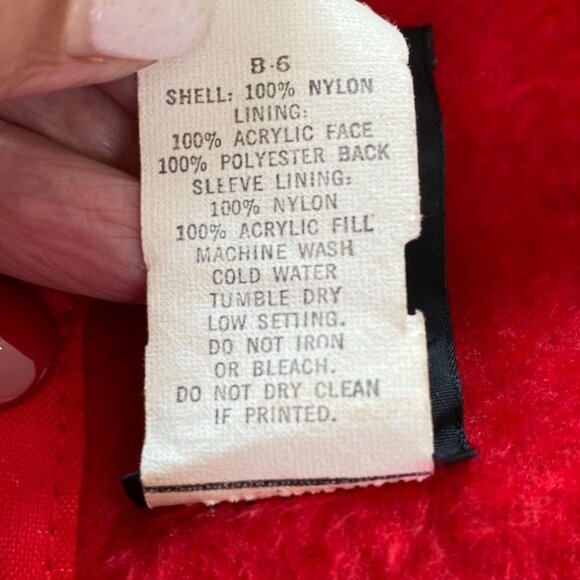 8-6
SHELL: 100% NYLON
LINING:
100% ACRYLIC FACE
100% POLYESTER BACK
SLEEVE LINING:
100% NYLON
100% ACRYLIC FILL
MACHINE WASH
COLD WATER
TUMBLE DRY
LOW SETTING.
DO NOT IRON
OR BLEACH.
DO NOT DRY CLEAN
IF PRINTED.